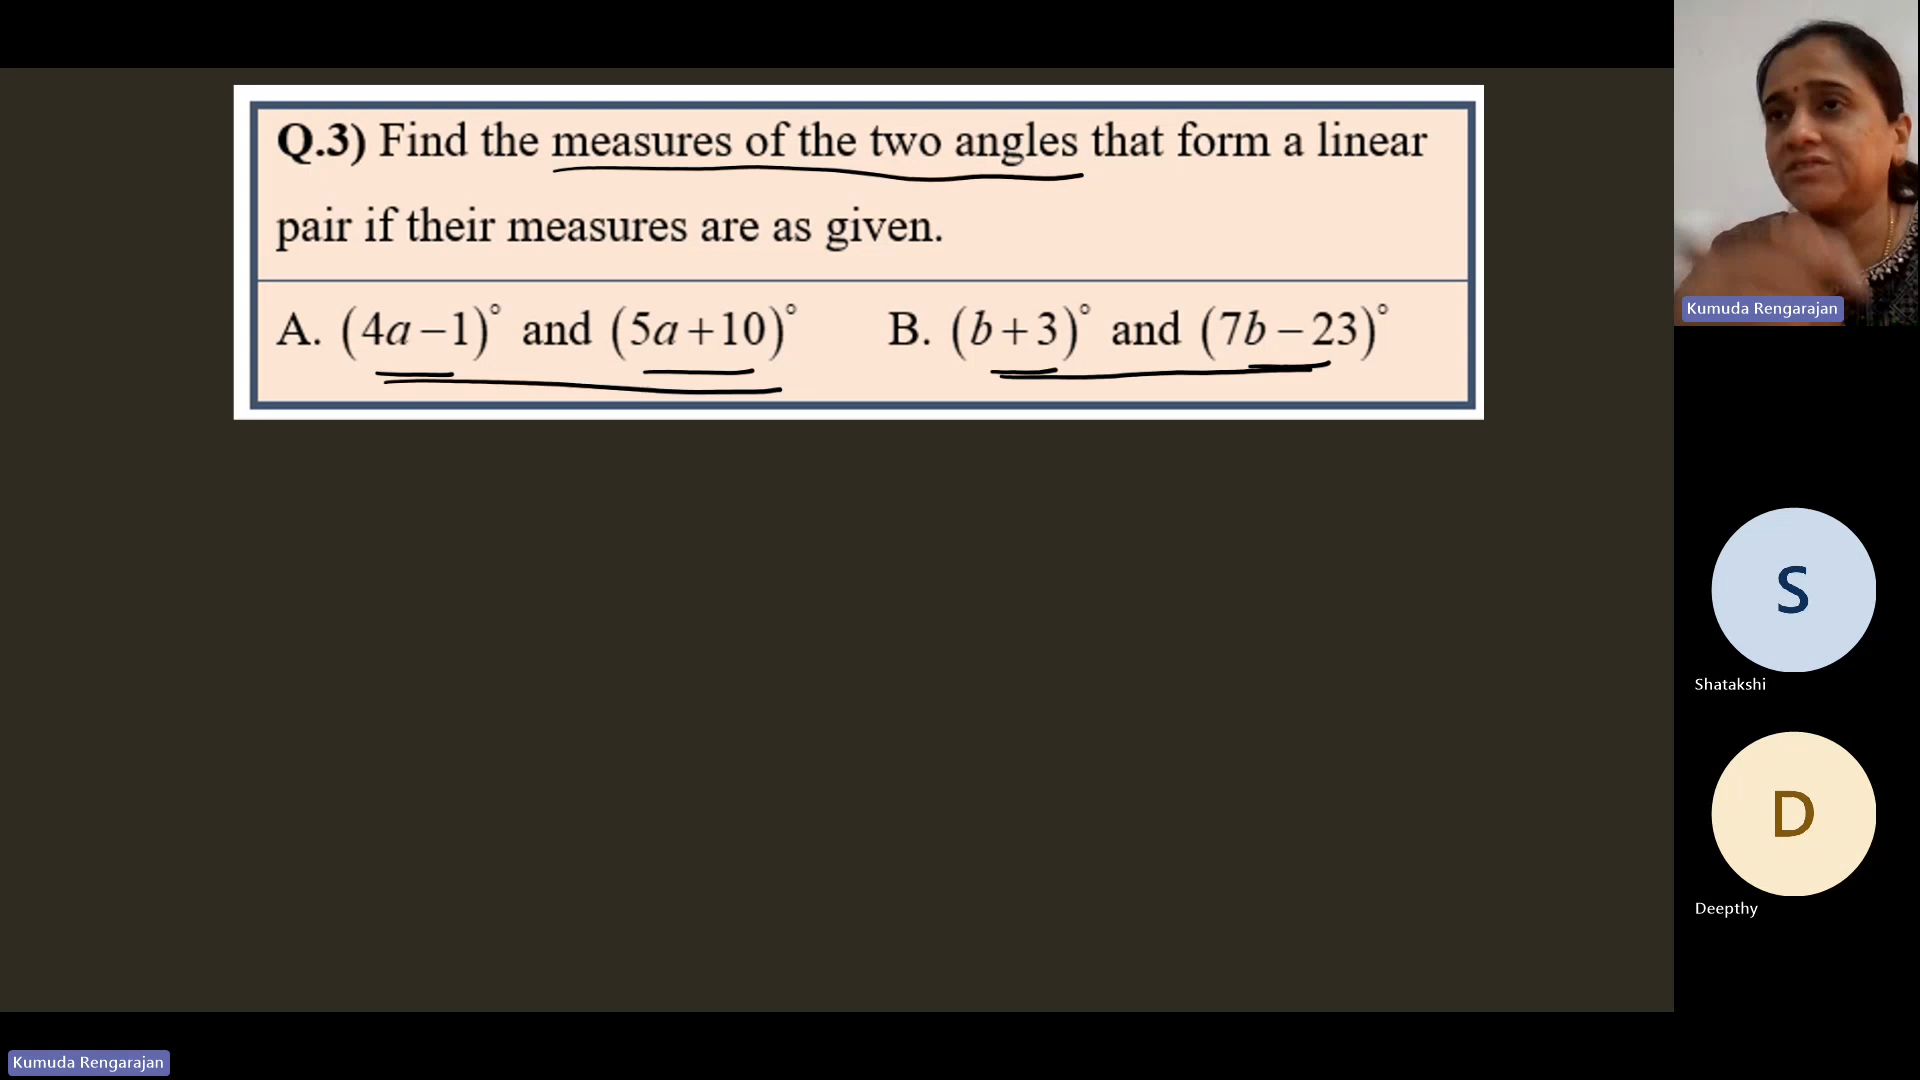 Q.3) Find the measures of the two angles that form a linear
pair if their measures are as given.
A. (4a−1)° and (5a+10)° B. (b+3)° and (7b−23)°
Kumuda Rengarajan
S
Shatakshi
D
Deepthy
Kumuda Rengarajan